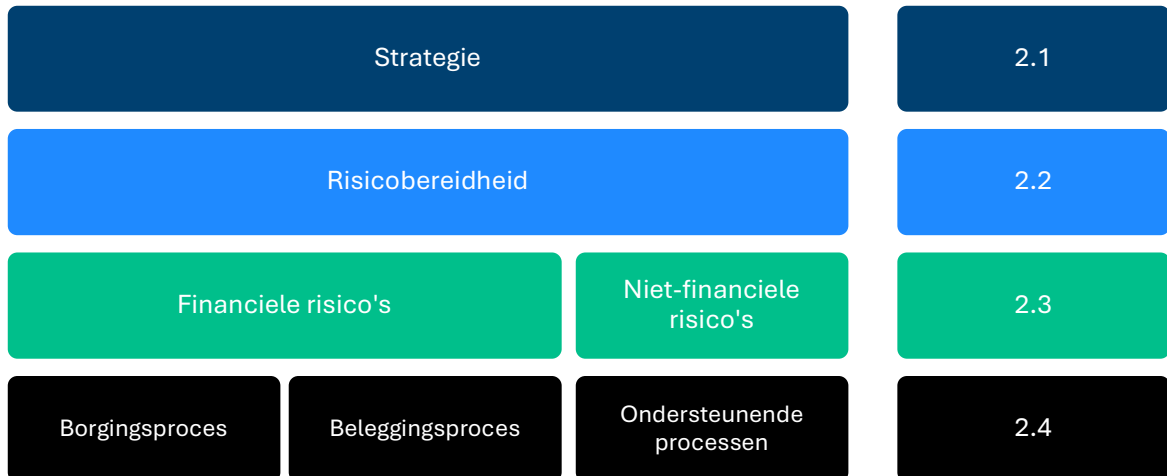 Strategie
2.1
Risicobereidheid
2.2
Financiele risico's
Niet-financiele
risico's
2.3
Borgingsproces
Beleggingsproces
Ondersteunende
processen
2.4